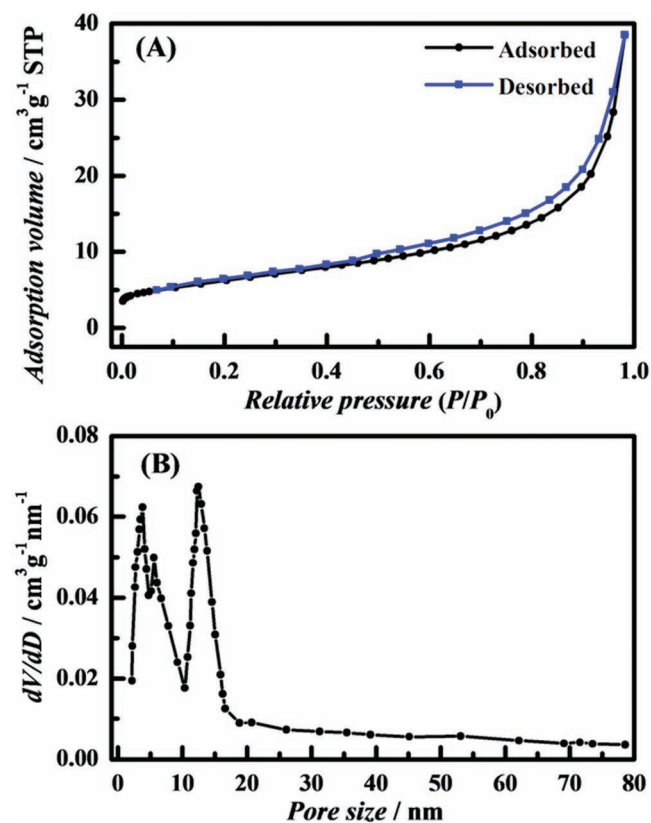 (A)
Adsorbed
Desorbed
Adsorption volume / cm³g⁻¹ STP
40
30
20
10
0
0.0 0.2 0.4 0.6 0.8 1.0
Relative pressure (P/P₀)
(B)
dV/dD / cm³g⁻¹nm⁻¹
0.08
0.06
0.04
0.02
0.00
0 10 20 30 40 50 60 70 80
Pore size / nm